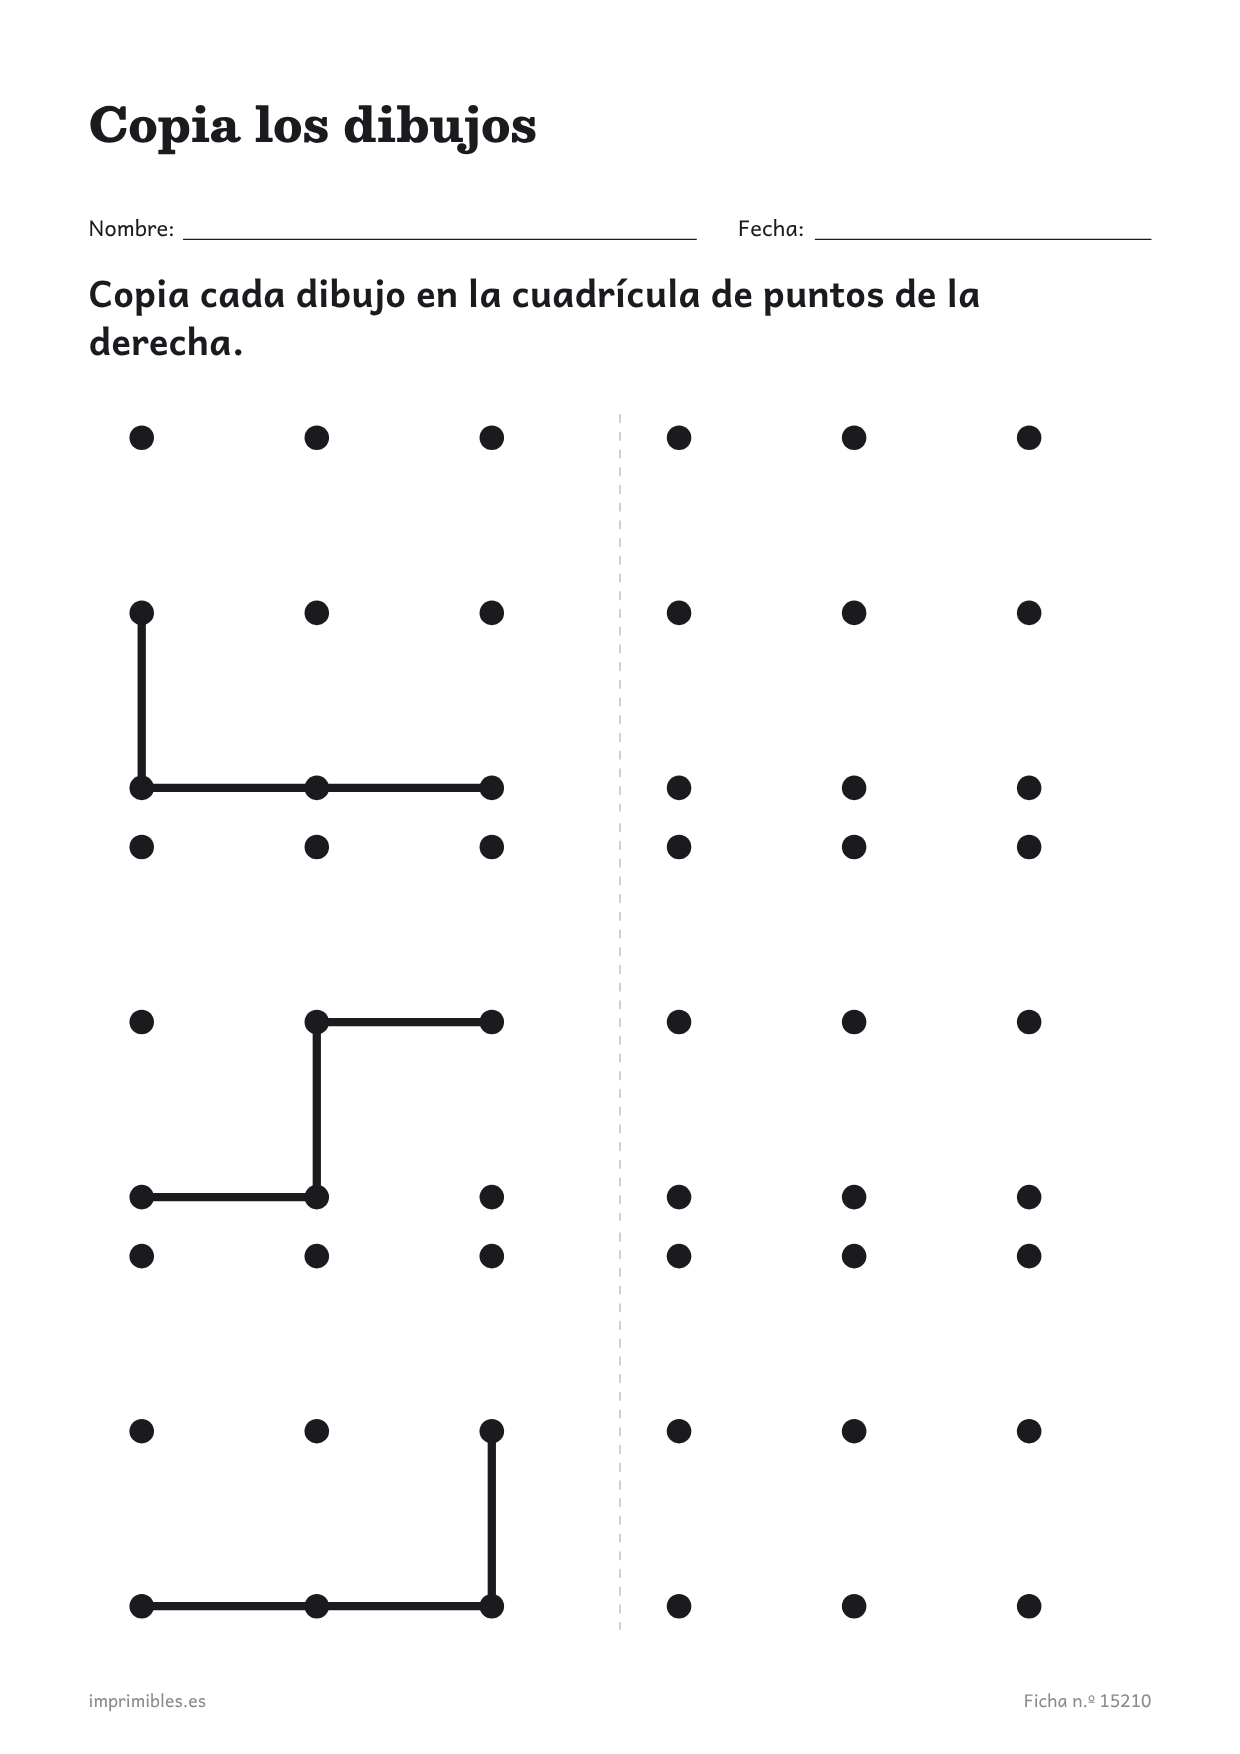 Copia los dibujos
Nombre: Fecha:
Copia cada dibujo en la cuadrícula de puntos de la
derecha.
imprimibles.es Ficha n.º 15210